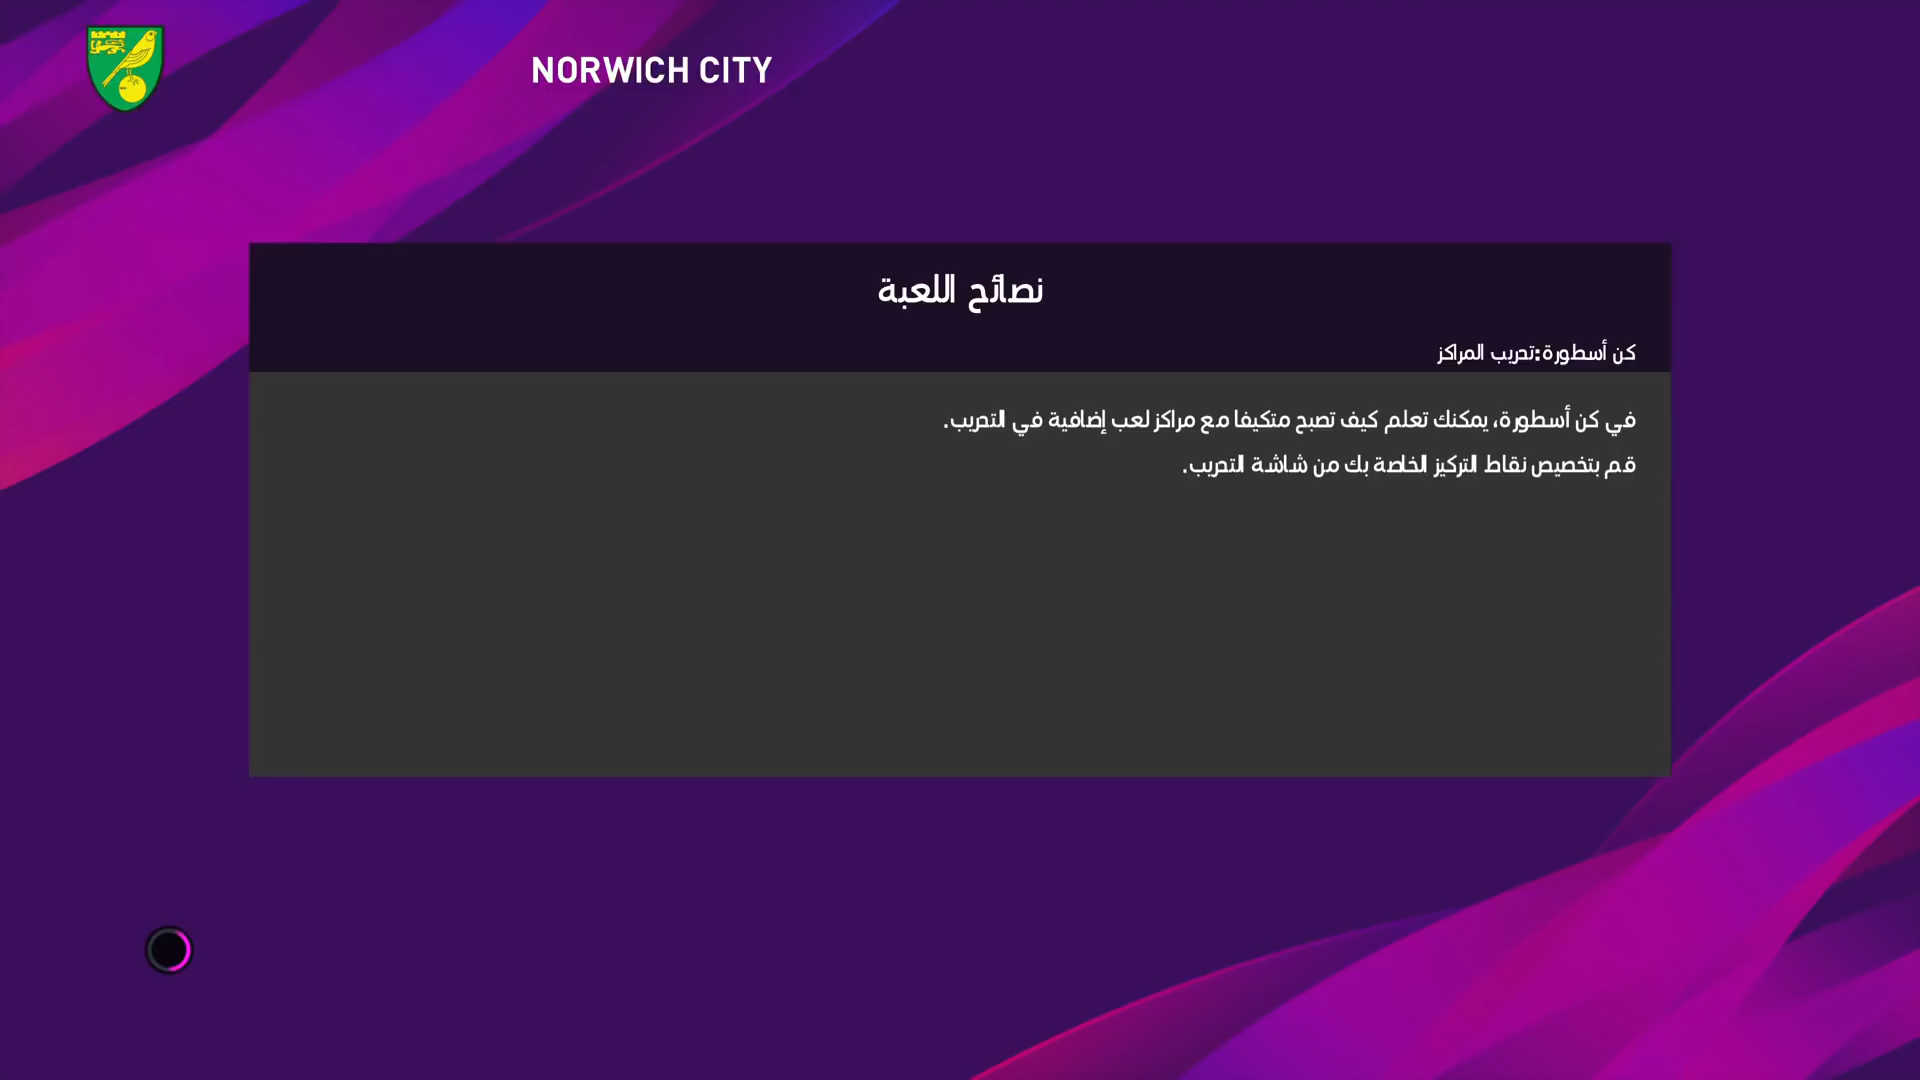 NORWICH CITY
نصائح اللعبة
كن أسطورة:تدريب المراكز
في كن أسطورة، يمكنك تعلم كيف تصبح متكيفا مع مراكز لعب إضافية في التدريب.
قم بتخصيص نقاط التركيز الخاصة بك من شاشة التدريب.